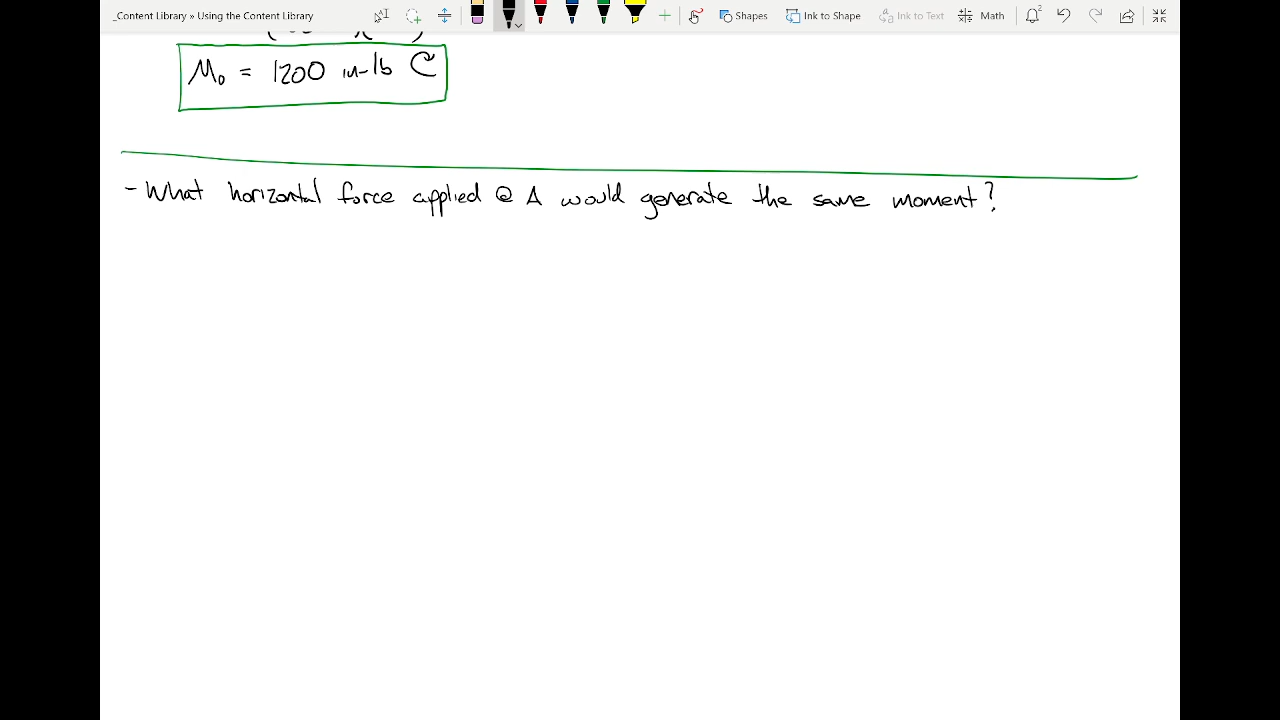 _Content Library » Using the Content Library
Shapes
Ink to Shape
Ink to Text
Math
M₀ = 1200 in-lb
- What horizontal force applied @ A would generate the same moment?